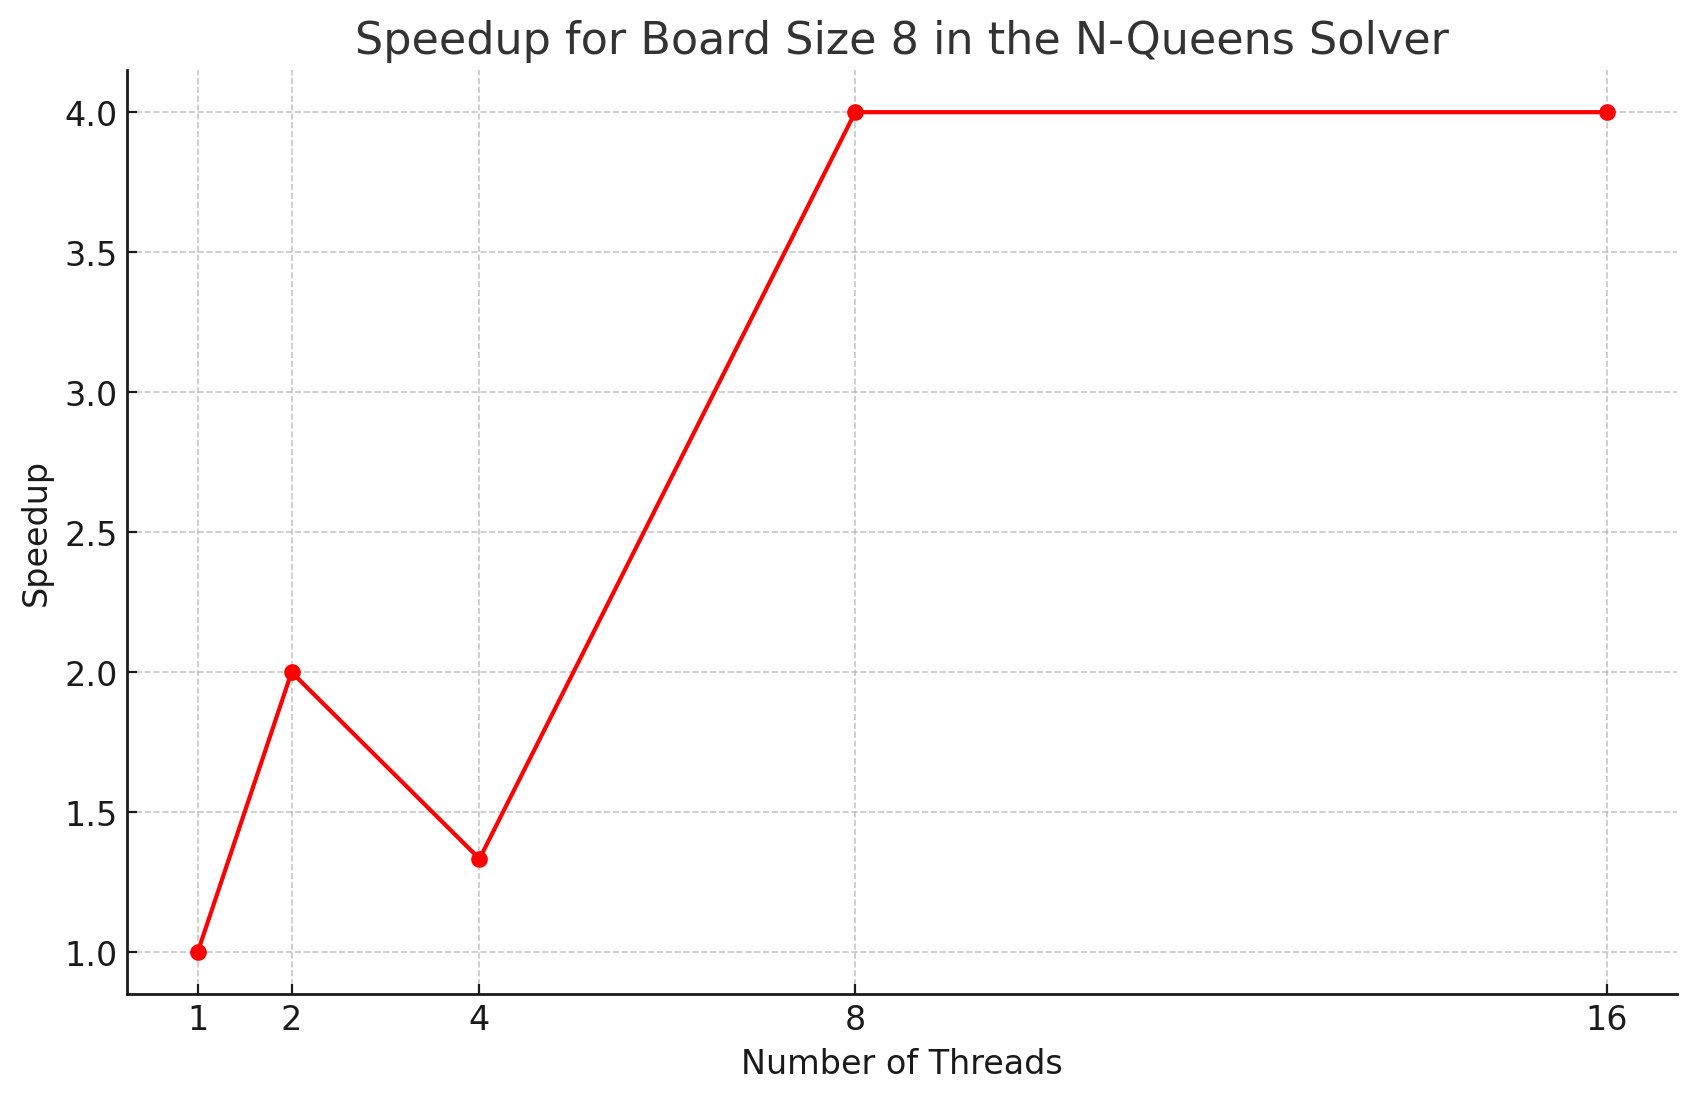 Speedup for Board Size 8 in the N-Queens Solver
4.0
3.5
3.0
2.5
2.0
1.5
1.0
Speedup
1 2 4 8 16
Number of Threads